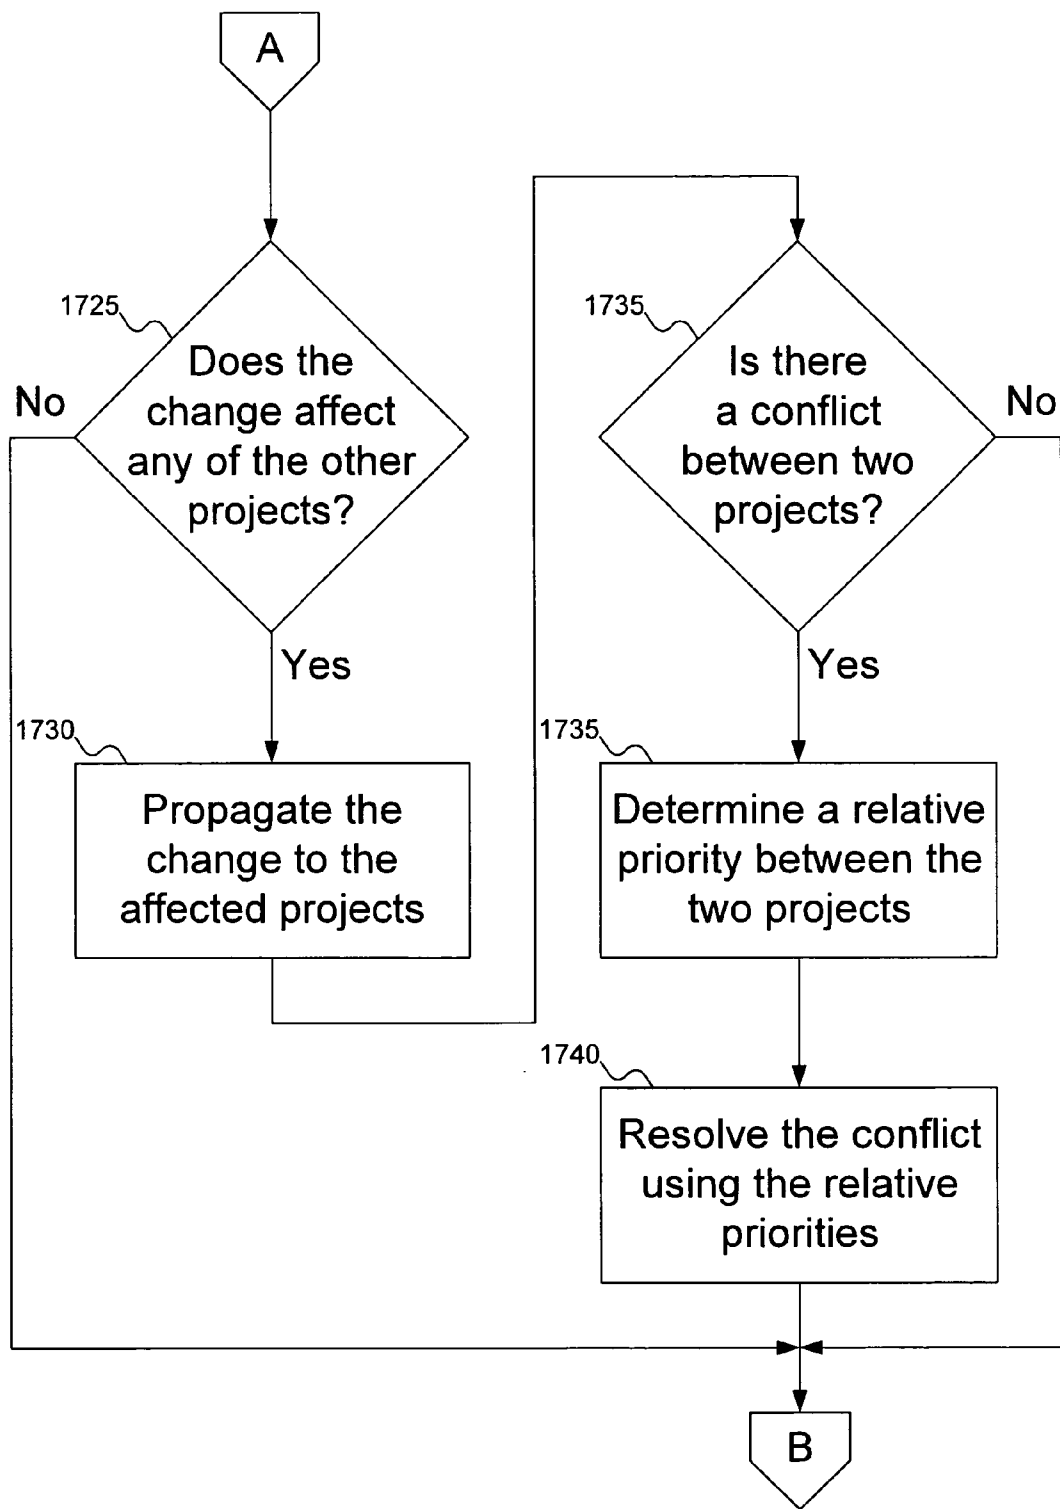 A
1725
Does the
change affect
any of the other
projects?
No
Yes
1730
Propagate the
change to the
affected projects
1735
Is there
a conflict
between two
projects?
No
Yes
1735
Determine a relative
priority between the
two projects
1740
Resolve the conflict
using the relative
priorities
B